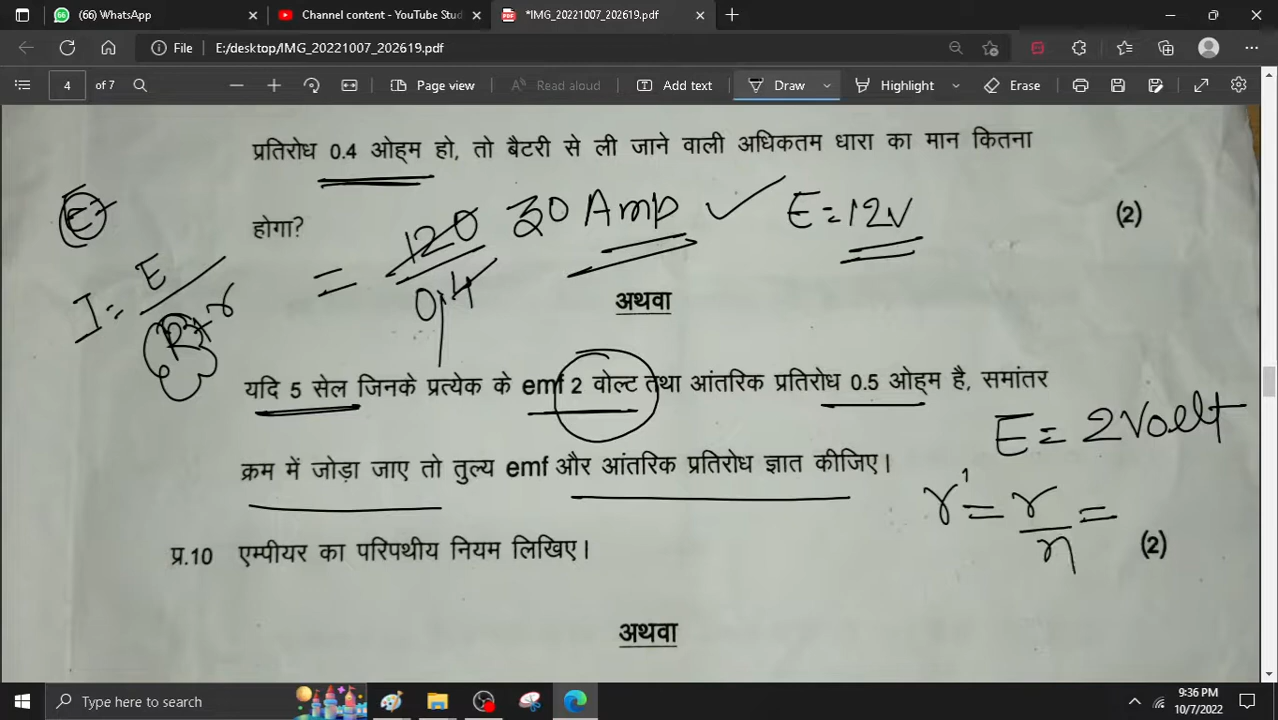 (66) WhatsApp
Channel content - YouTube Stud
*IMG_20221007_202619.pdf
File E:/desktop/IMG_20221007_202619.pdf
4 of 7 Page view Read aloud Add text Draw Highlight Erase
प्रतिरोध 0.4 ओह्म हो, तो बैटरी से ली जाने वाली अधिकतम धारा का मान कितना
होगा? (2)
I = E / R+r = 120 / 0.4 30 Amp E = 12V
अथवा
यदि 5 सेल जिनके प्रत्येक के emf 2 वोल्ट तथा आंतरिक प्रतिरोध 0.5 ओह्म है, समांतर
E = 2 Volt
क्रम में जोड़ा जाए तो तुल्य emf और आंतरिक प्रतिरोध ज्ञात कीजिए।
r' = r / n = (2)
प्र.10 एम्पीयर का परिपथीय नियम लिखिए।
अथवा
Type here to search
9:36 PM
10/7/2022